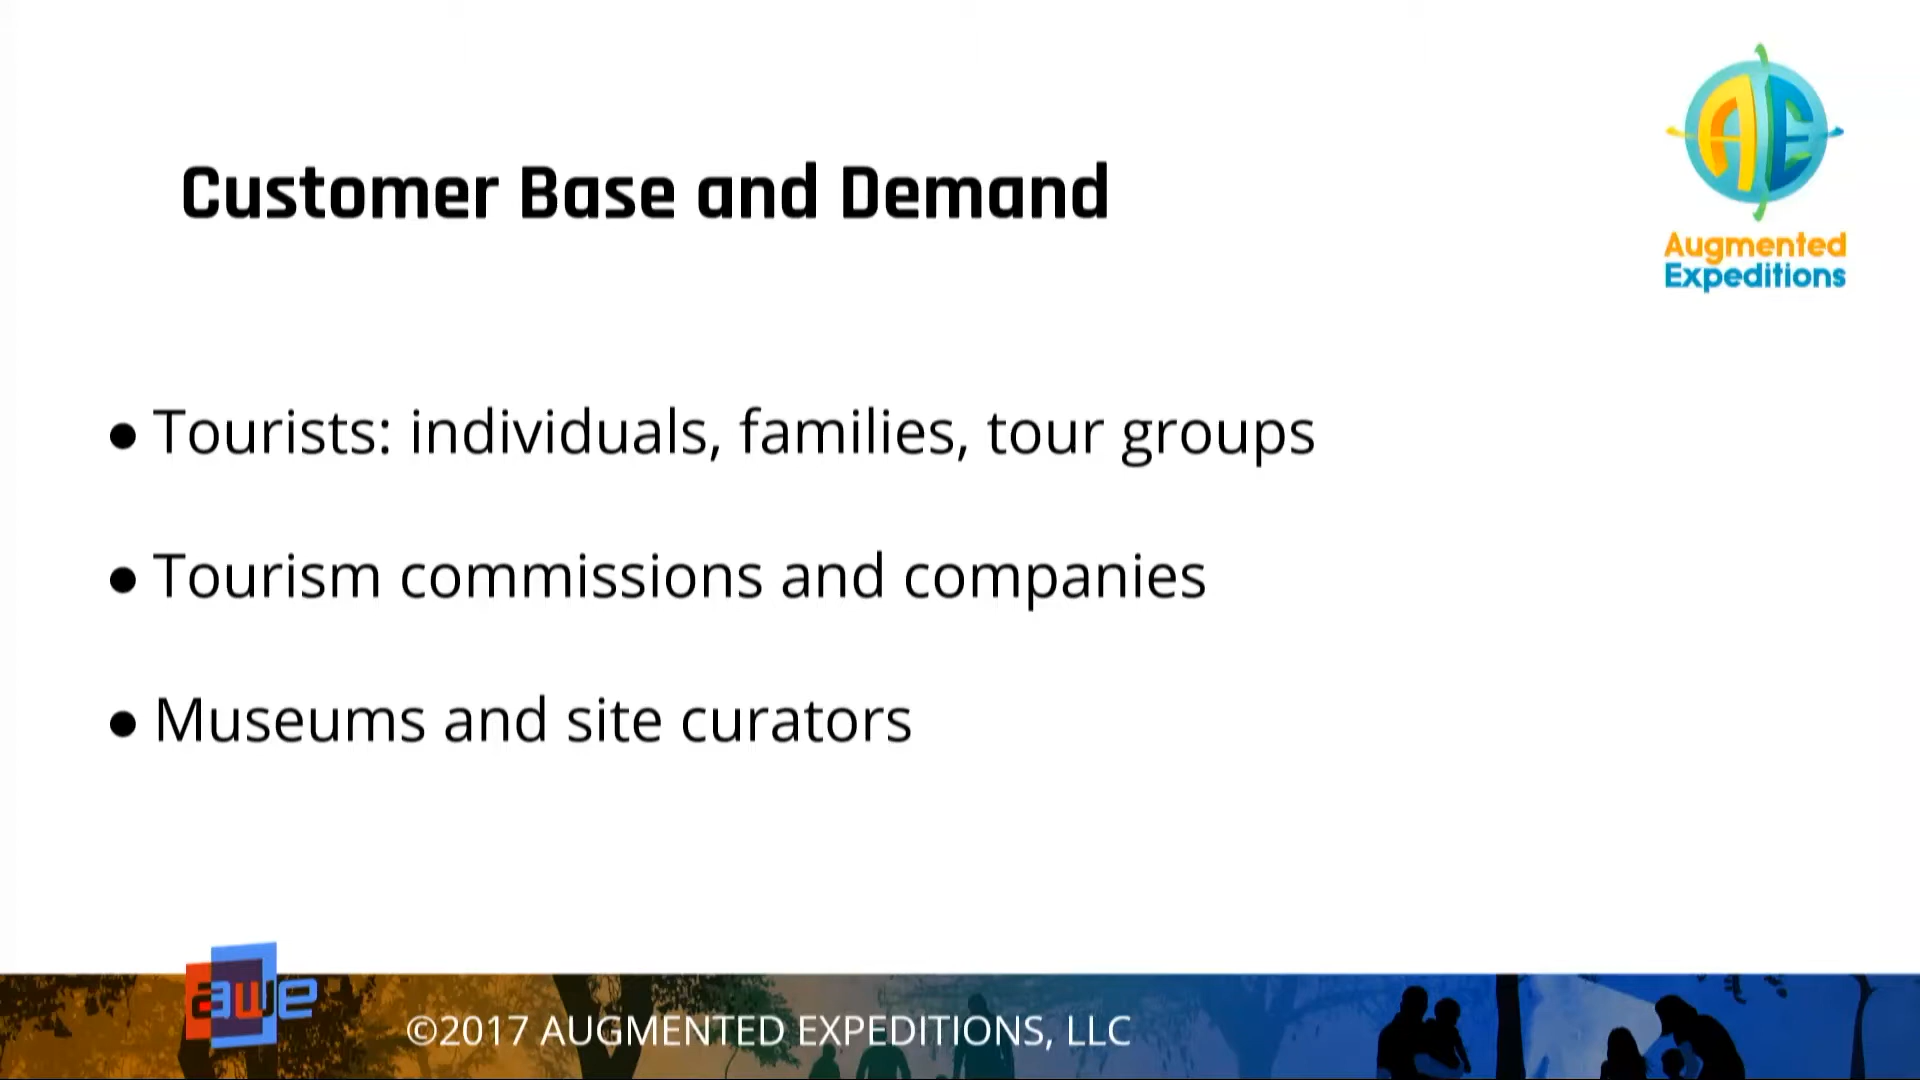 AE
Augmented
Expeditions
Customer Base and Demand
● Tourists: individuals, families, tour groups
● Tourism commissions and companies
● Museums and site curators
awe
©2017 AUGMENTED EXPEDITIONS, LLC